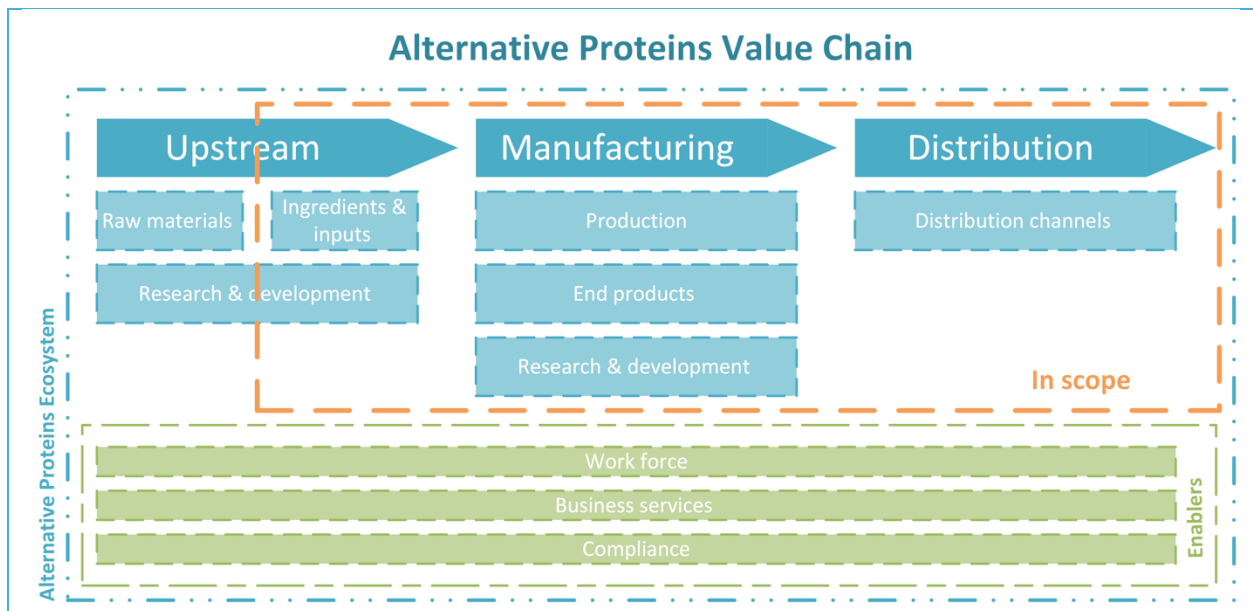 Alternative Proteins Value Chain
Upstream
Manufacturing
Distribution
Raw materials
Ingredients &
inputs
Production
Distribution channels
Research & development
End products
Research & development
In scope
Alternative Proteins Ecosystem
Work force
Business services
Compliance
Enablers